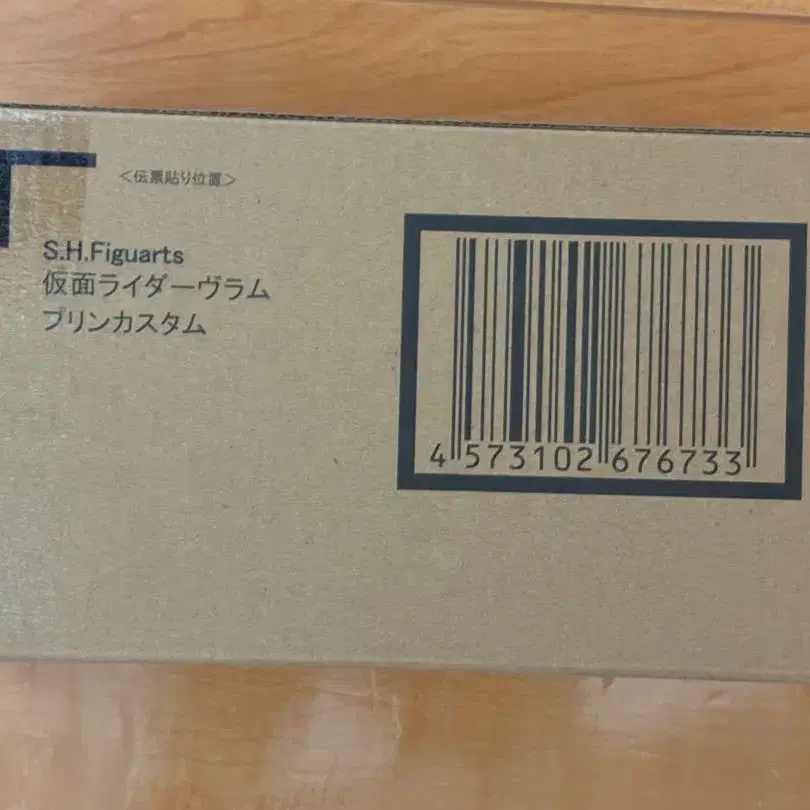 <伝票貼り位置>
S.H.Figuarts
仮面ライダーヴラム
プリンカスタム
4 573102 676733